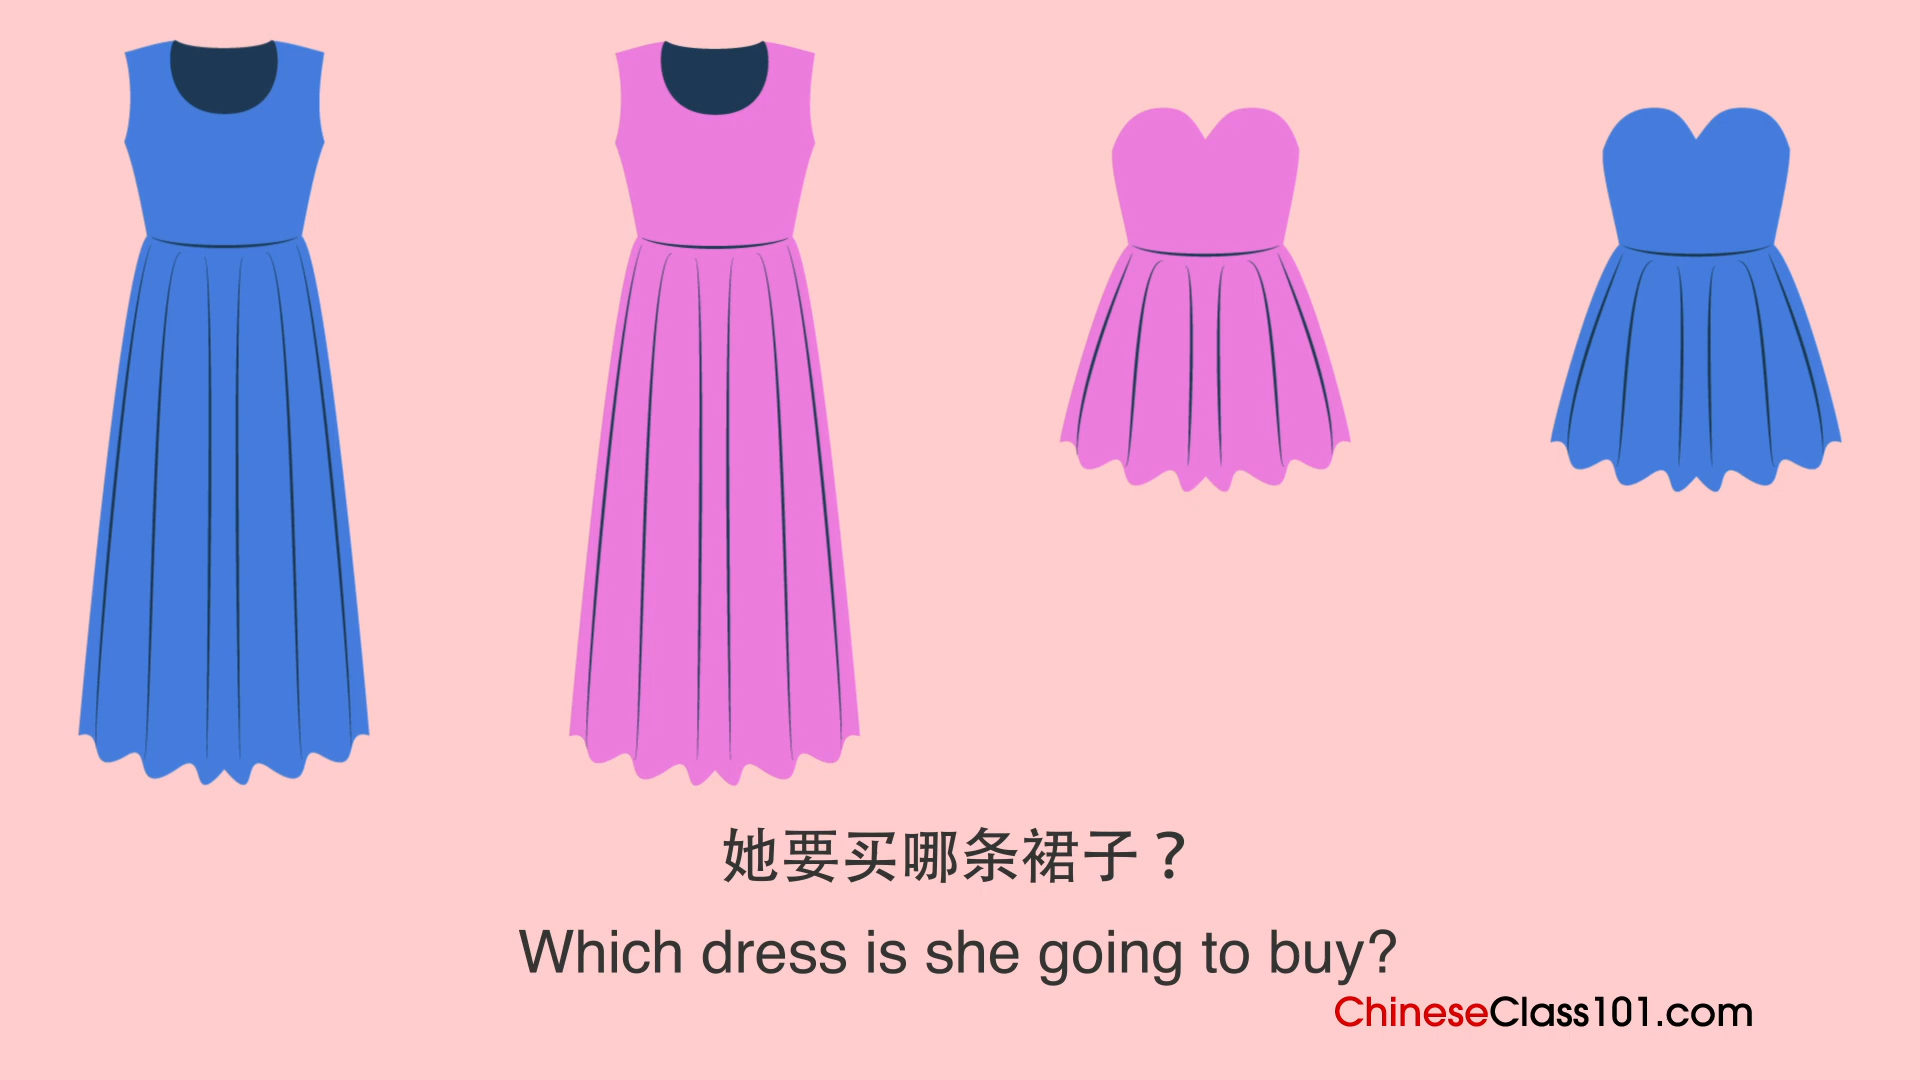 她要买哪条裙子？
Which dress is she going to buy?
ChineseClass101.com